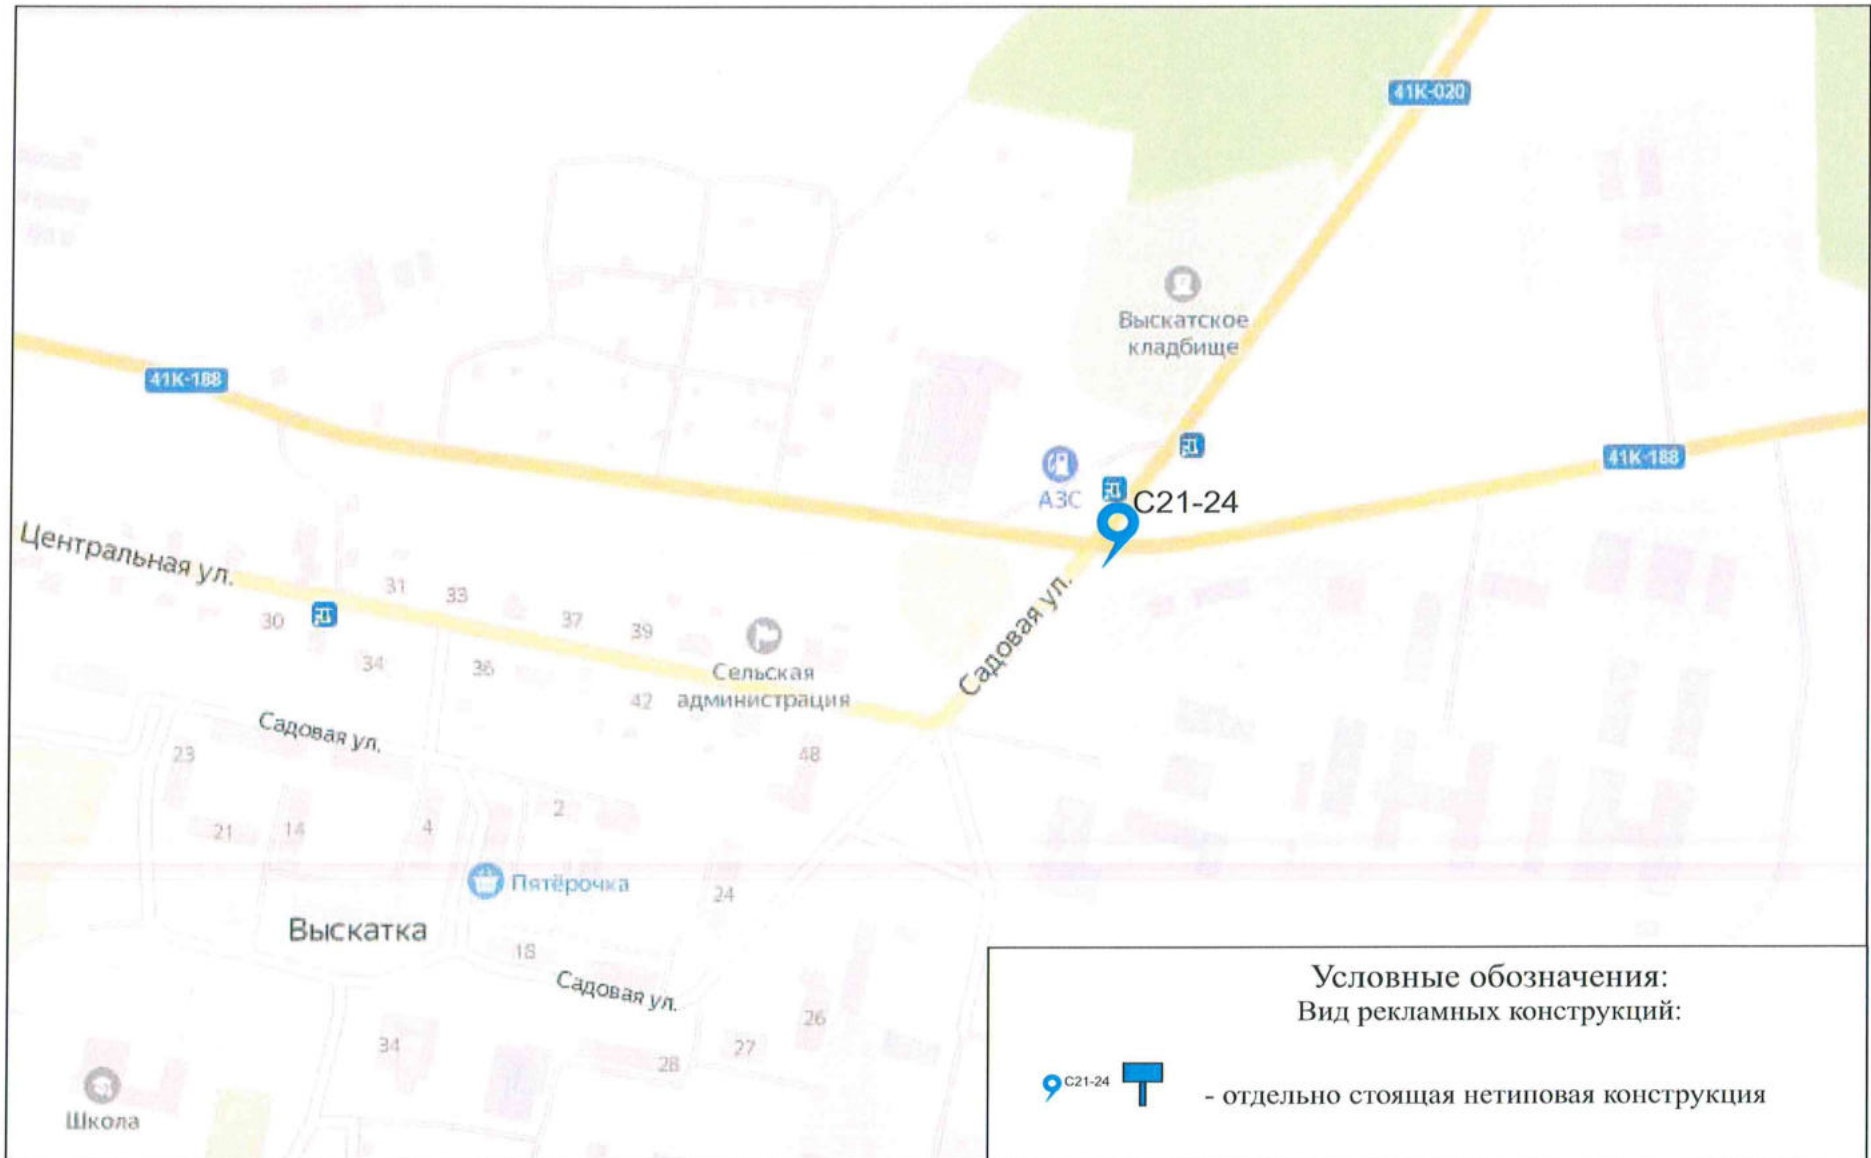 41К-020
Выскатское
кладбище
41К-188
41К-188
АЗС
С21-24
Центральная ул.
31
33
30
37
39
34
36
Садовая ул.
Сельская
администрация
42
Садовая ул.
23
48
2
21
14
4
Пятёрочка
24
Выскатка
18
Садовая ул.
26
34
27
28
Школа
Условные обозначения:
Вид рекламных конструкций:
С21-24
- отдельно стоящая нетиповая конструкция